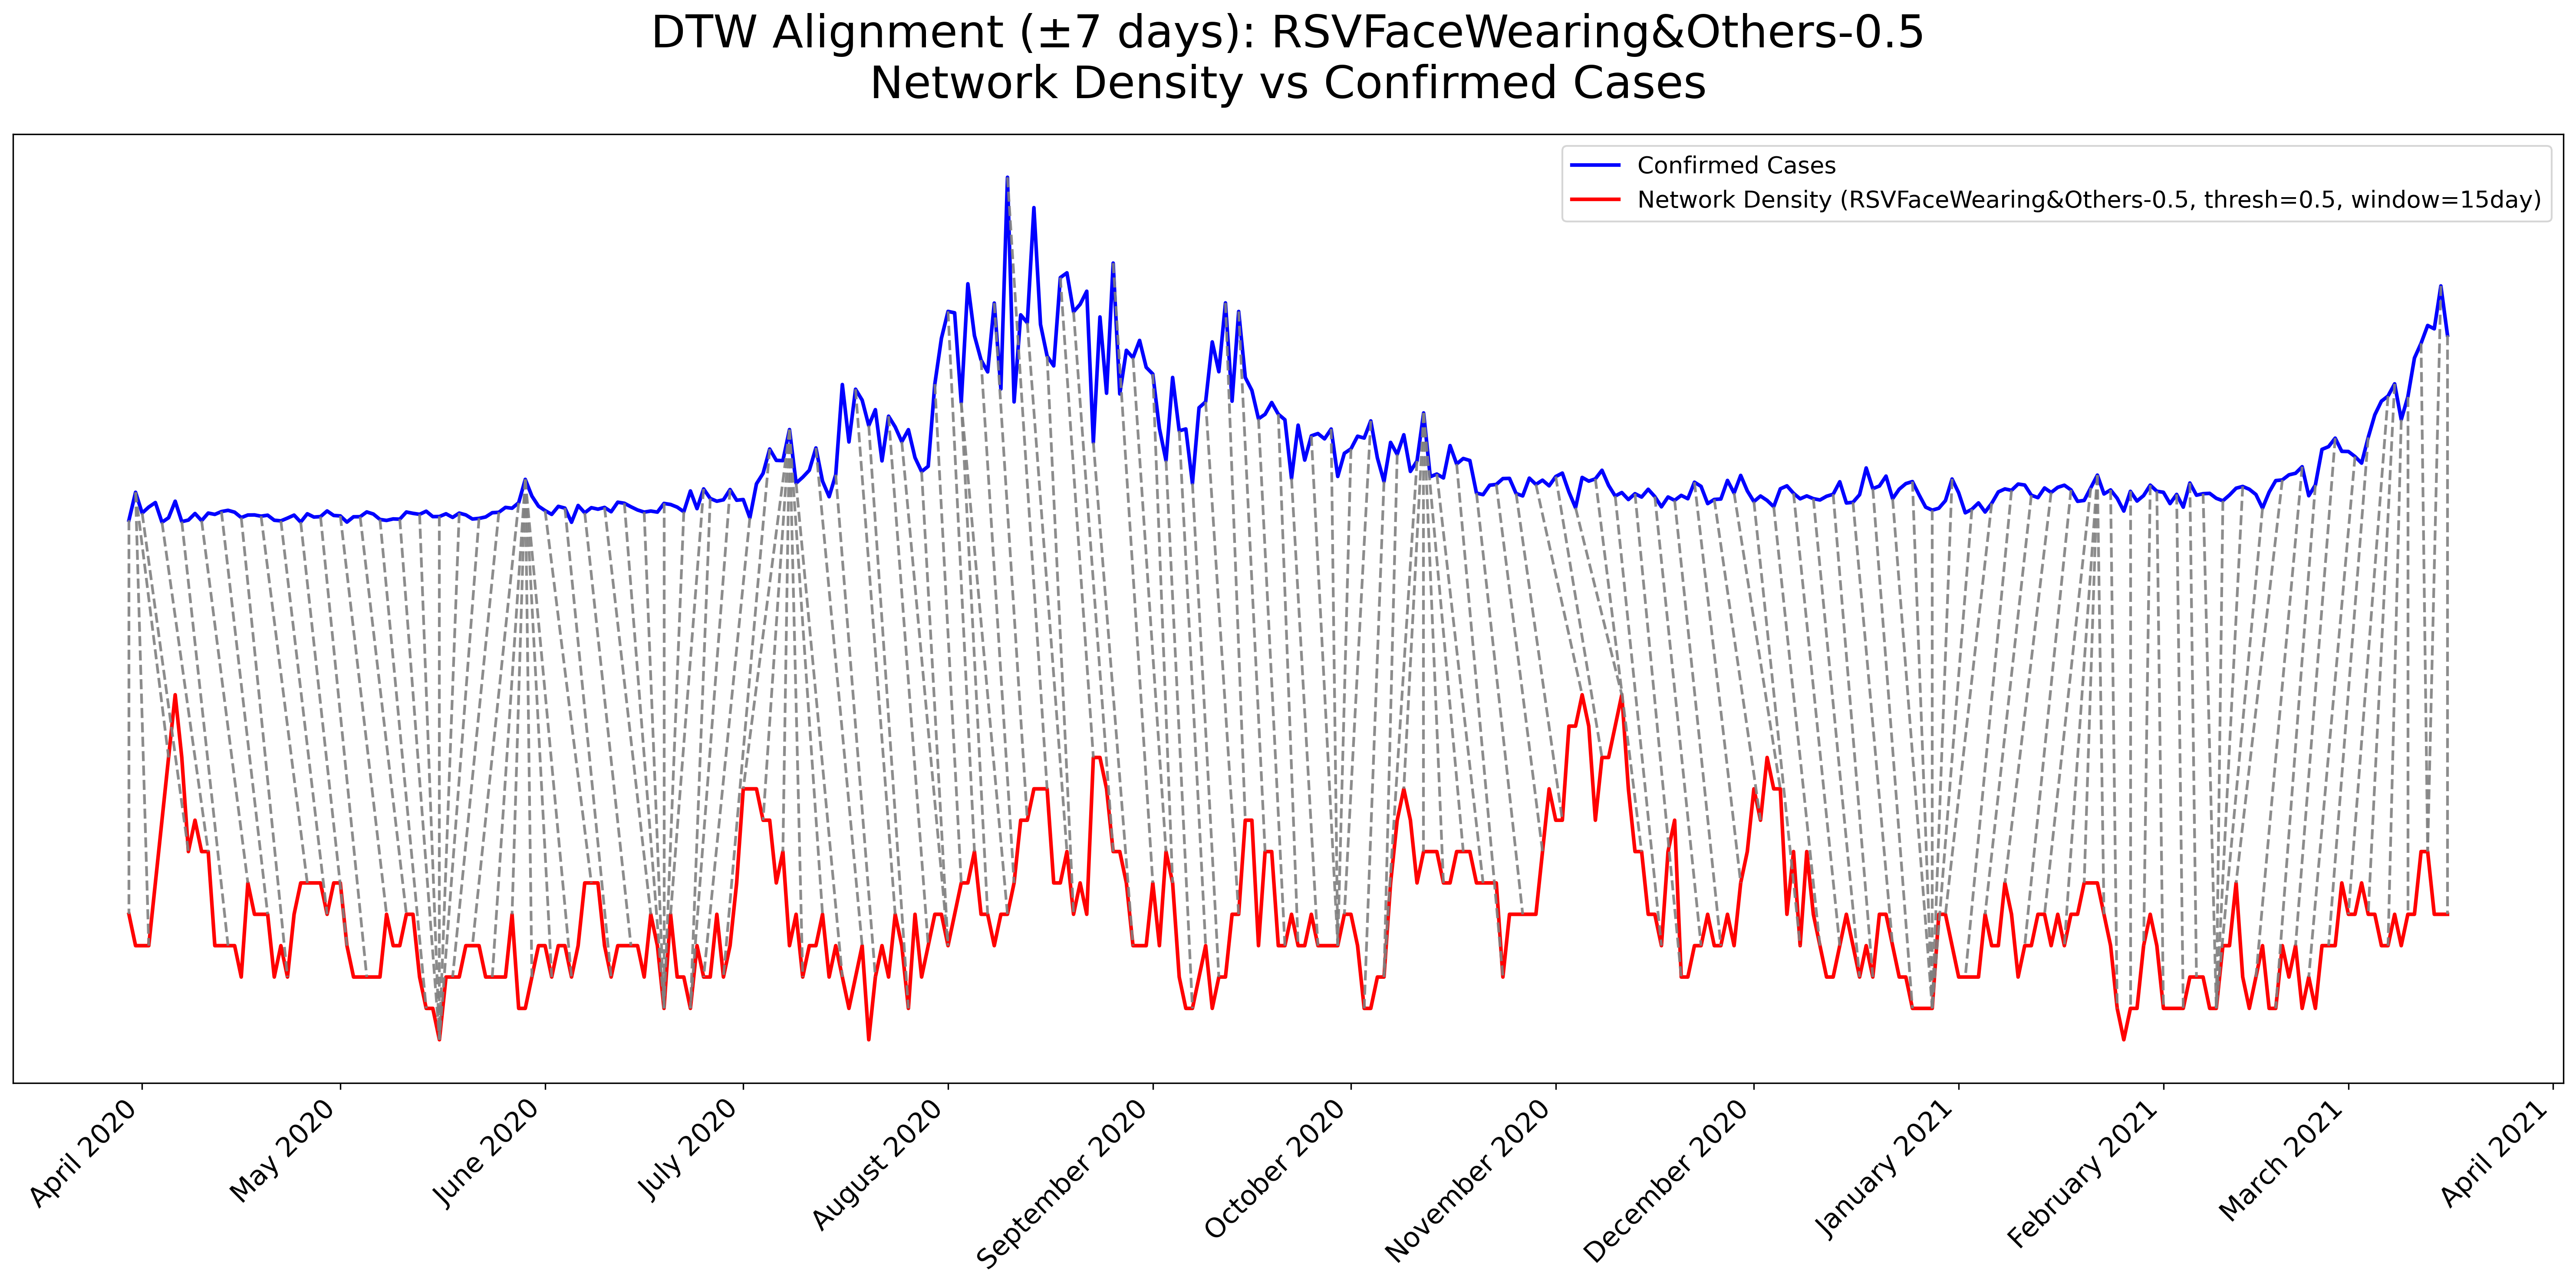 DTW Alignment (±7 days): RSVFaceWearing&Others-0.5
Network Density vs Confirmed Cases
Confirmed Cases
Network Density (RSVFaceWearing&Others-0.5, thresh=0.5, window=15day)
April 2020
May 2020
June 2020
July 2020
August 2020
September 2020
October 2020
November 2020
December 2020
January 2021
February 2021
March 2021
April 2021